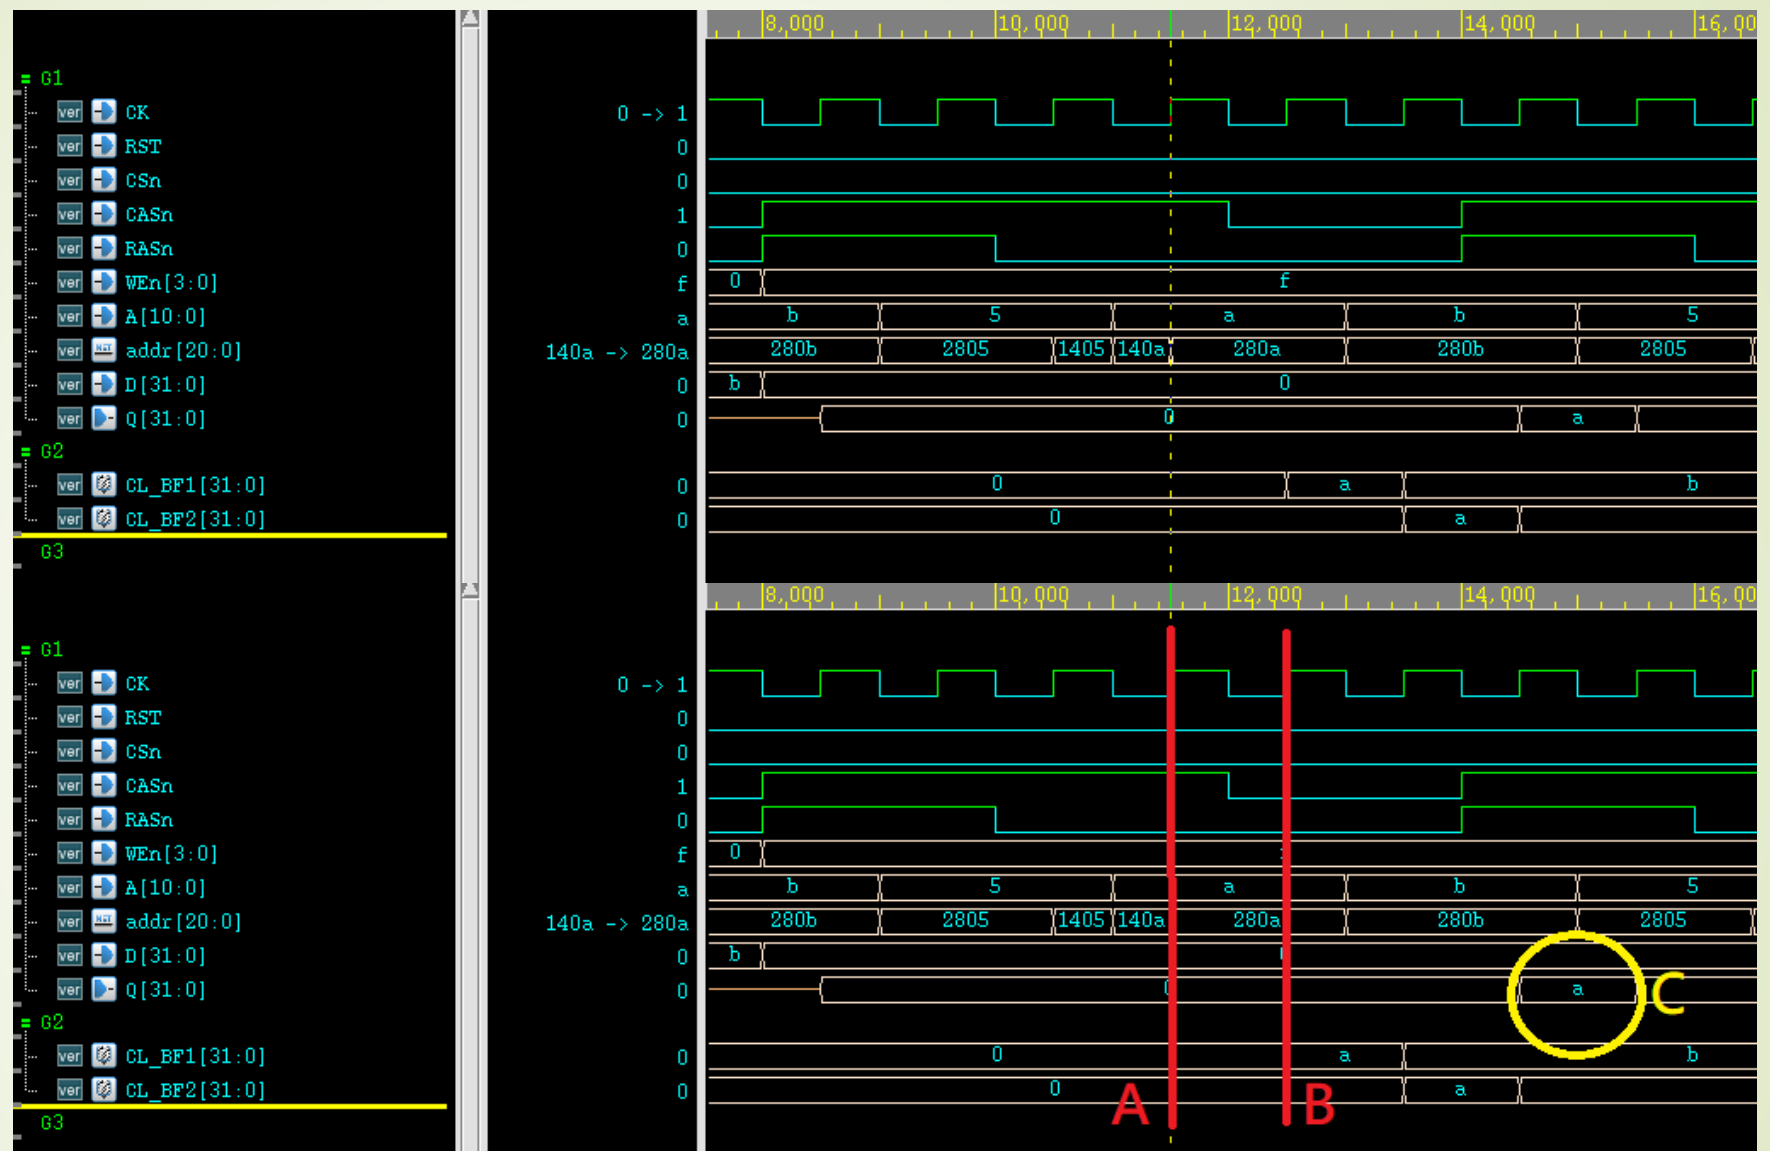 8,000 10,000 12,000 14,000 16,00
G1
ver CK 0 -> 1
ver RST 0
ver CSn 0
ver CASn 1
ver RASn 0
ver WEn[3:0] f 0 f
ver A[10:0] a b 5 a b 5
ver NET addr[20:0] 140a -> 280a 280b 2805 1405 140a 280a 280b 2805
ver D[31:0] 0 b 0
ver Q[31:0] 0 0 a
G2
ver CL_BF1[31:0] 0 0 a b
ver CL_BF2[31:0] 0 0 a
G3
8,000 10,000 12,000 14,000 16,00
G1
ver CK 0 -> 1
ver RST 0
ver CSn 0
ver CASn 1
ver RASn 0
ver WEn[3:0] f 0
ver A[10:0] a b 5 a b 5
ver NET addr[20:0] 140a -> 280a 280b 2805 1405 140a 280a 280b 2805
ver D[31:0] 0 b
ver Q[31:0] 0 a C
G2
ver CL_BF1[31:0] 0 0 a b
ver CL_BF2[31:0] 0 0 a
A B
G3